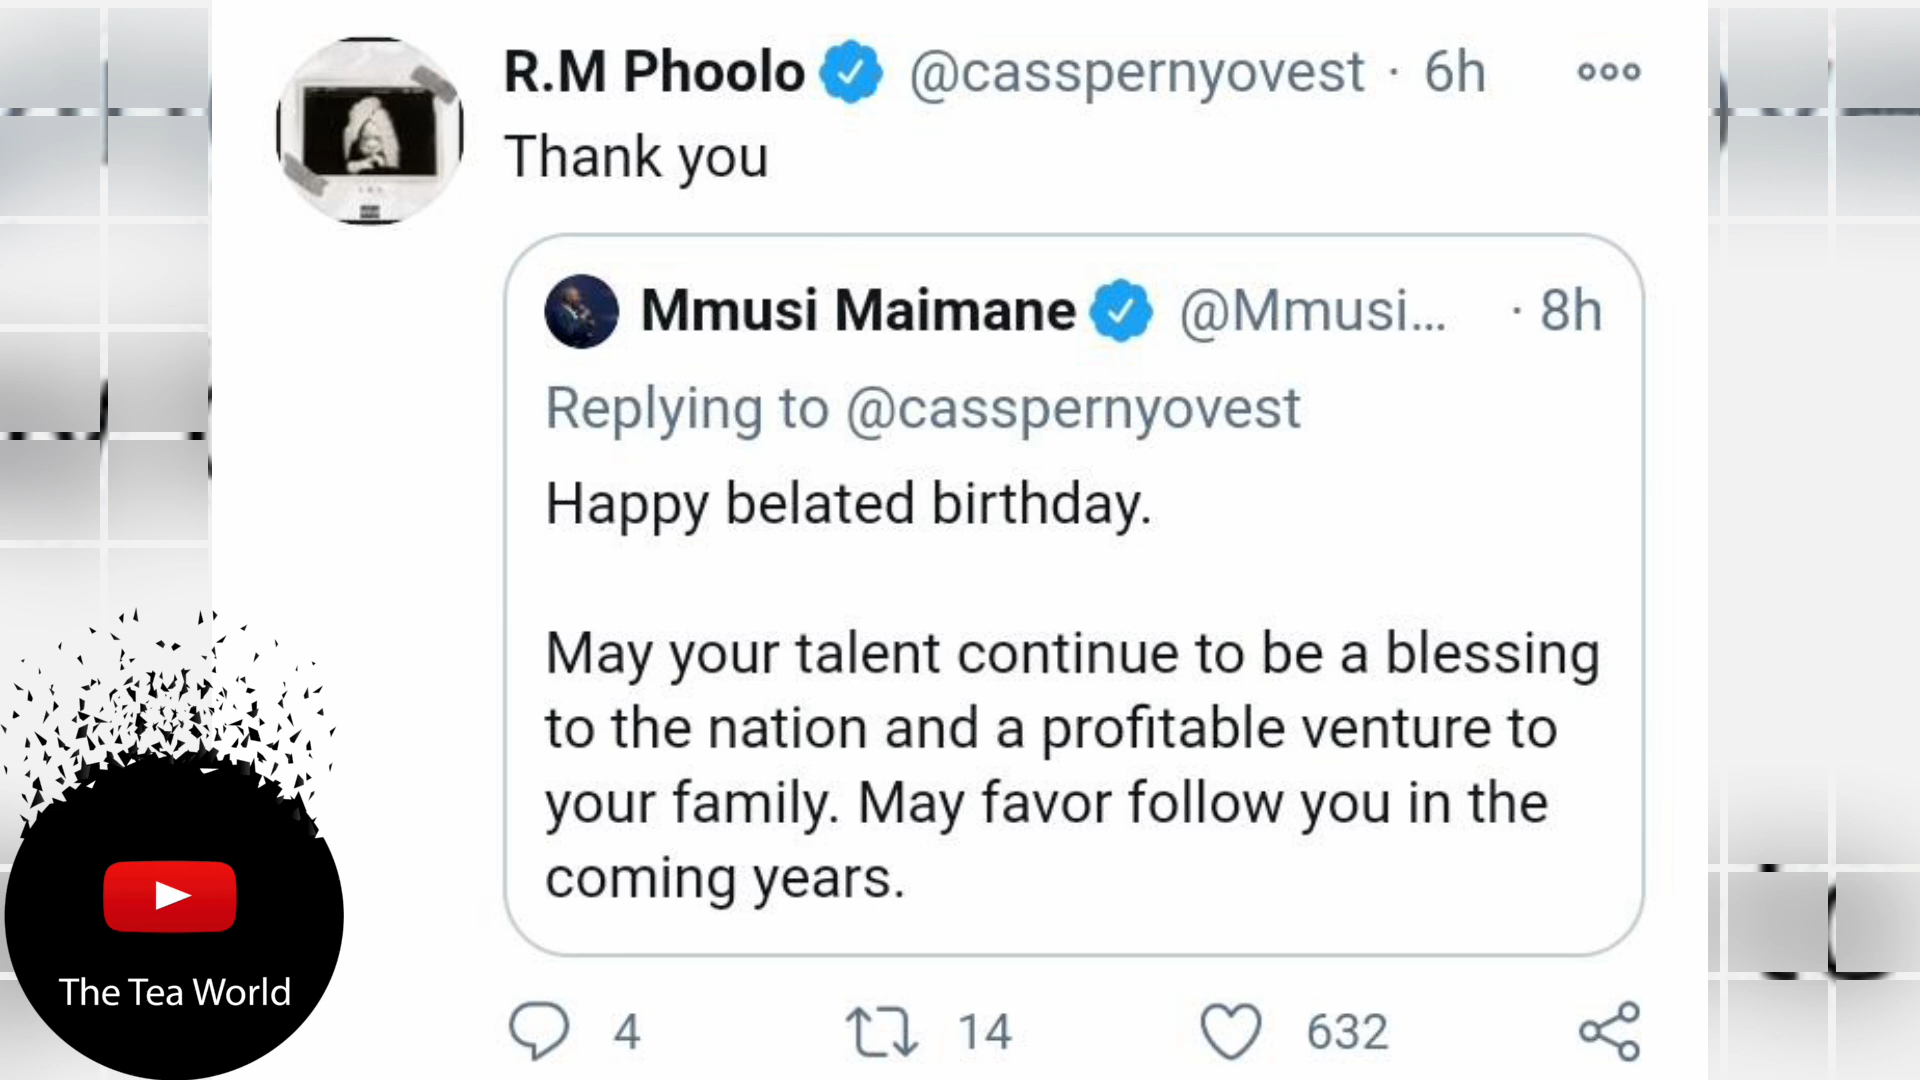 R.M Phoolo @casspernyovest · 6h
Thank you
Mmusi Maimane @Mmusi... · 8h
Replying to @casspernyovest
Happy belated birthday.
May your talent continue to be a blessing
to the nation and a profitable venture to
your family. May favor follow you in the
coming years.
4 14 632
The Tea World